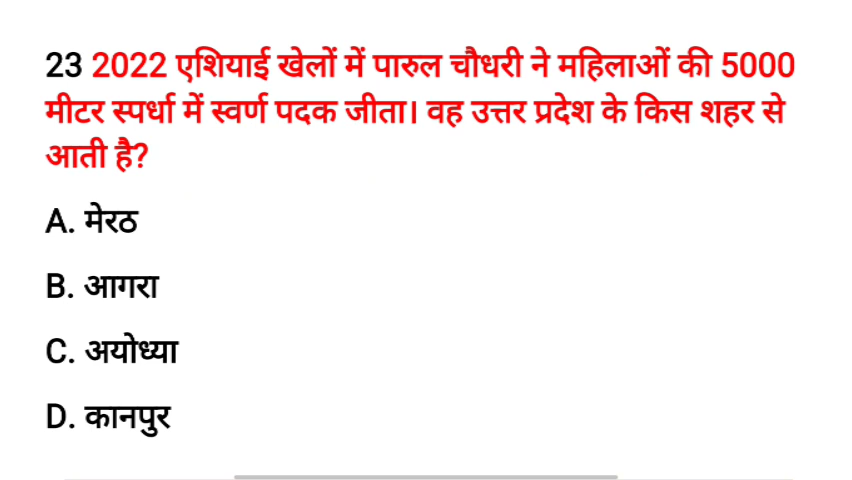 23 2022 एशियाई खेलों में पारुल चौधरी ने महिलाओं की 5000
मीटर स्पर्धा में स्वर्ण पदक जीता। वह उत्तर प्रदेश के किस शहर से
आती है?
A. मेरठ
B. आगरा
C. अयोध्या
D. कानपुर